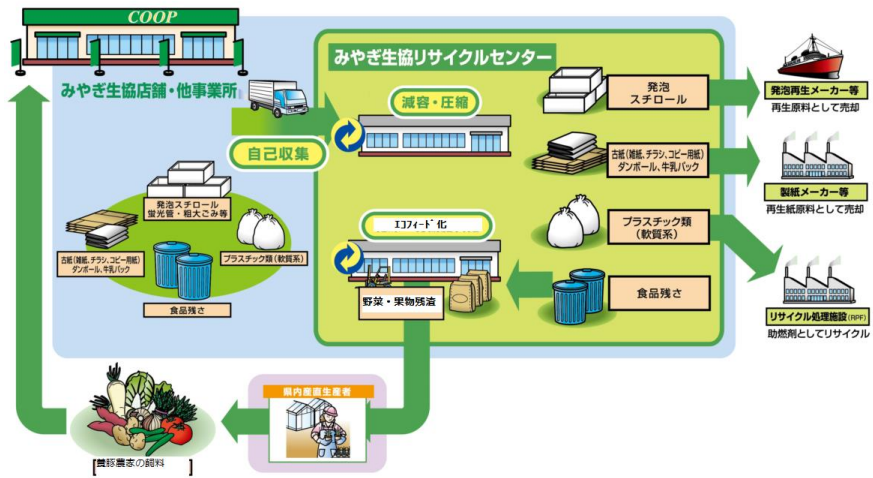 COOP
みやぎ生協店舗・他事業所
みやぎ生協リサイクルセンター
自己収集
減容・圧縮
発泡
スチロール
発泡再生メーカー等
再生原料として売却
古紙(雑紙、チラシ、コピー用紙)
ダンボール、牛乳パック
製紙メーカー等
再生紙原料として売却
発泡スチロール
蛍光管・粗大ごみ等
古紙(雑紙、チラシ、コピー用紙)
ダンボール、牛乳パック
プラスチック類(軟質系)
食品残さ
エコフィード化
野菜・果物残渣
プラスチック類
(軟質系)
食品残さ
リサイクル処理施設(RPF)
助燃剤としてリサイクル
県内産直生産者
養豚農家の飼料